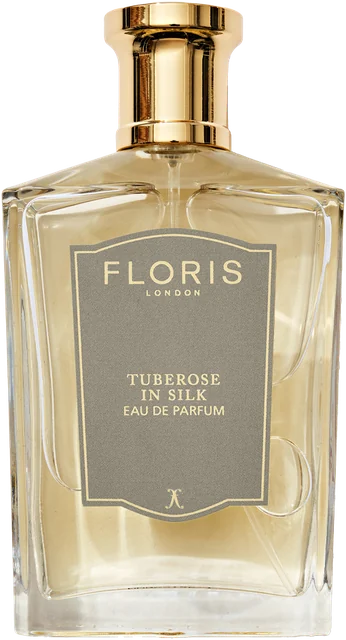 FLORIS
LONDON
TUBEROSE
IN SILK
EAU DE PARFUM